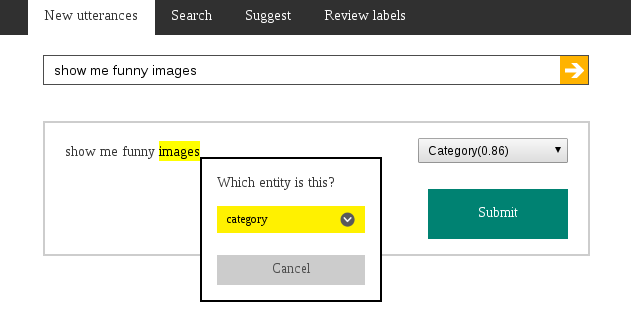 New utterances Search Suggest Review labels
show me funny images
show me funny images Category(0.86)
Which entity is this?
category
Submit
Cancel